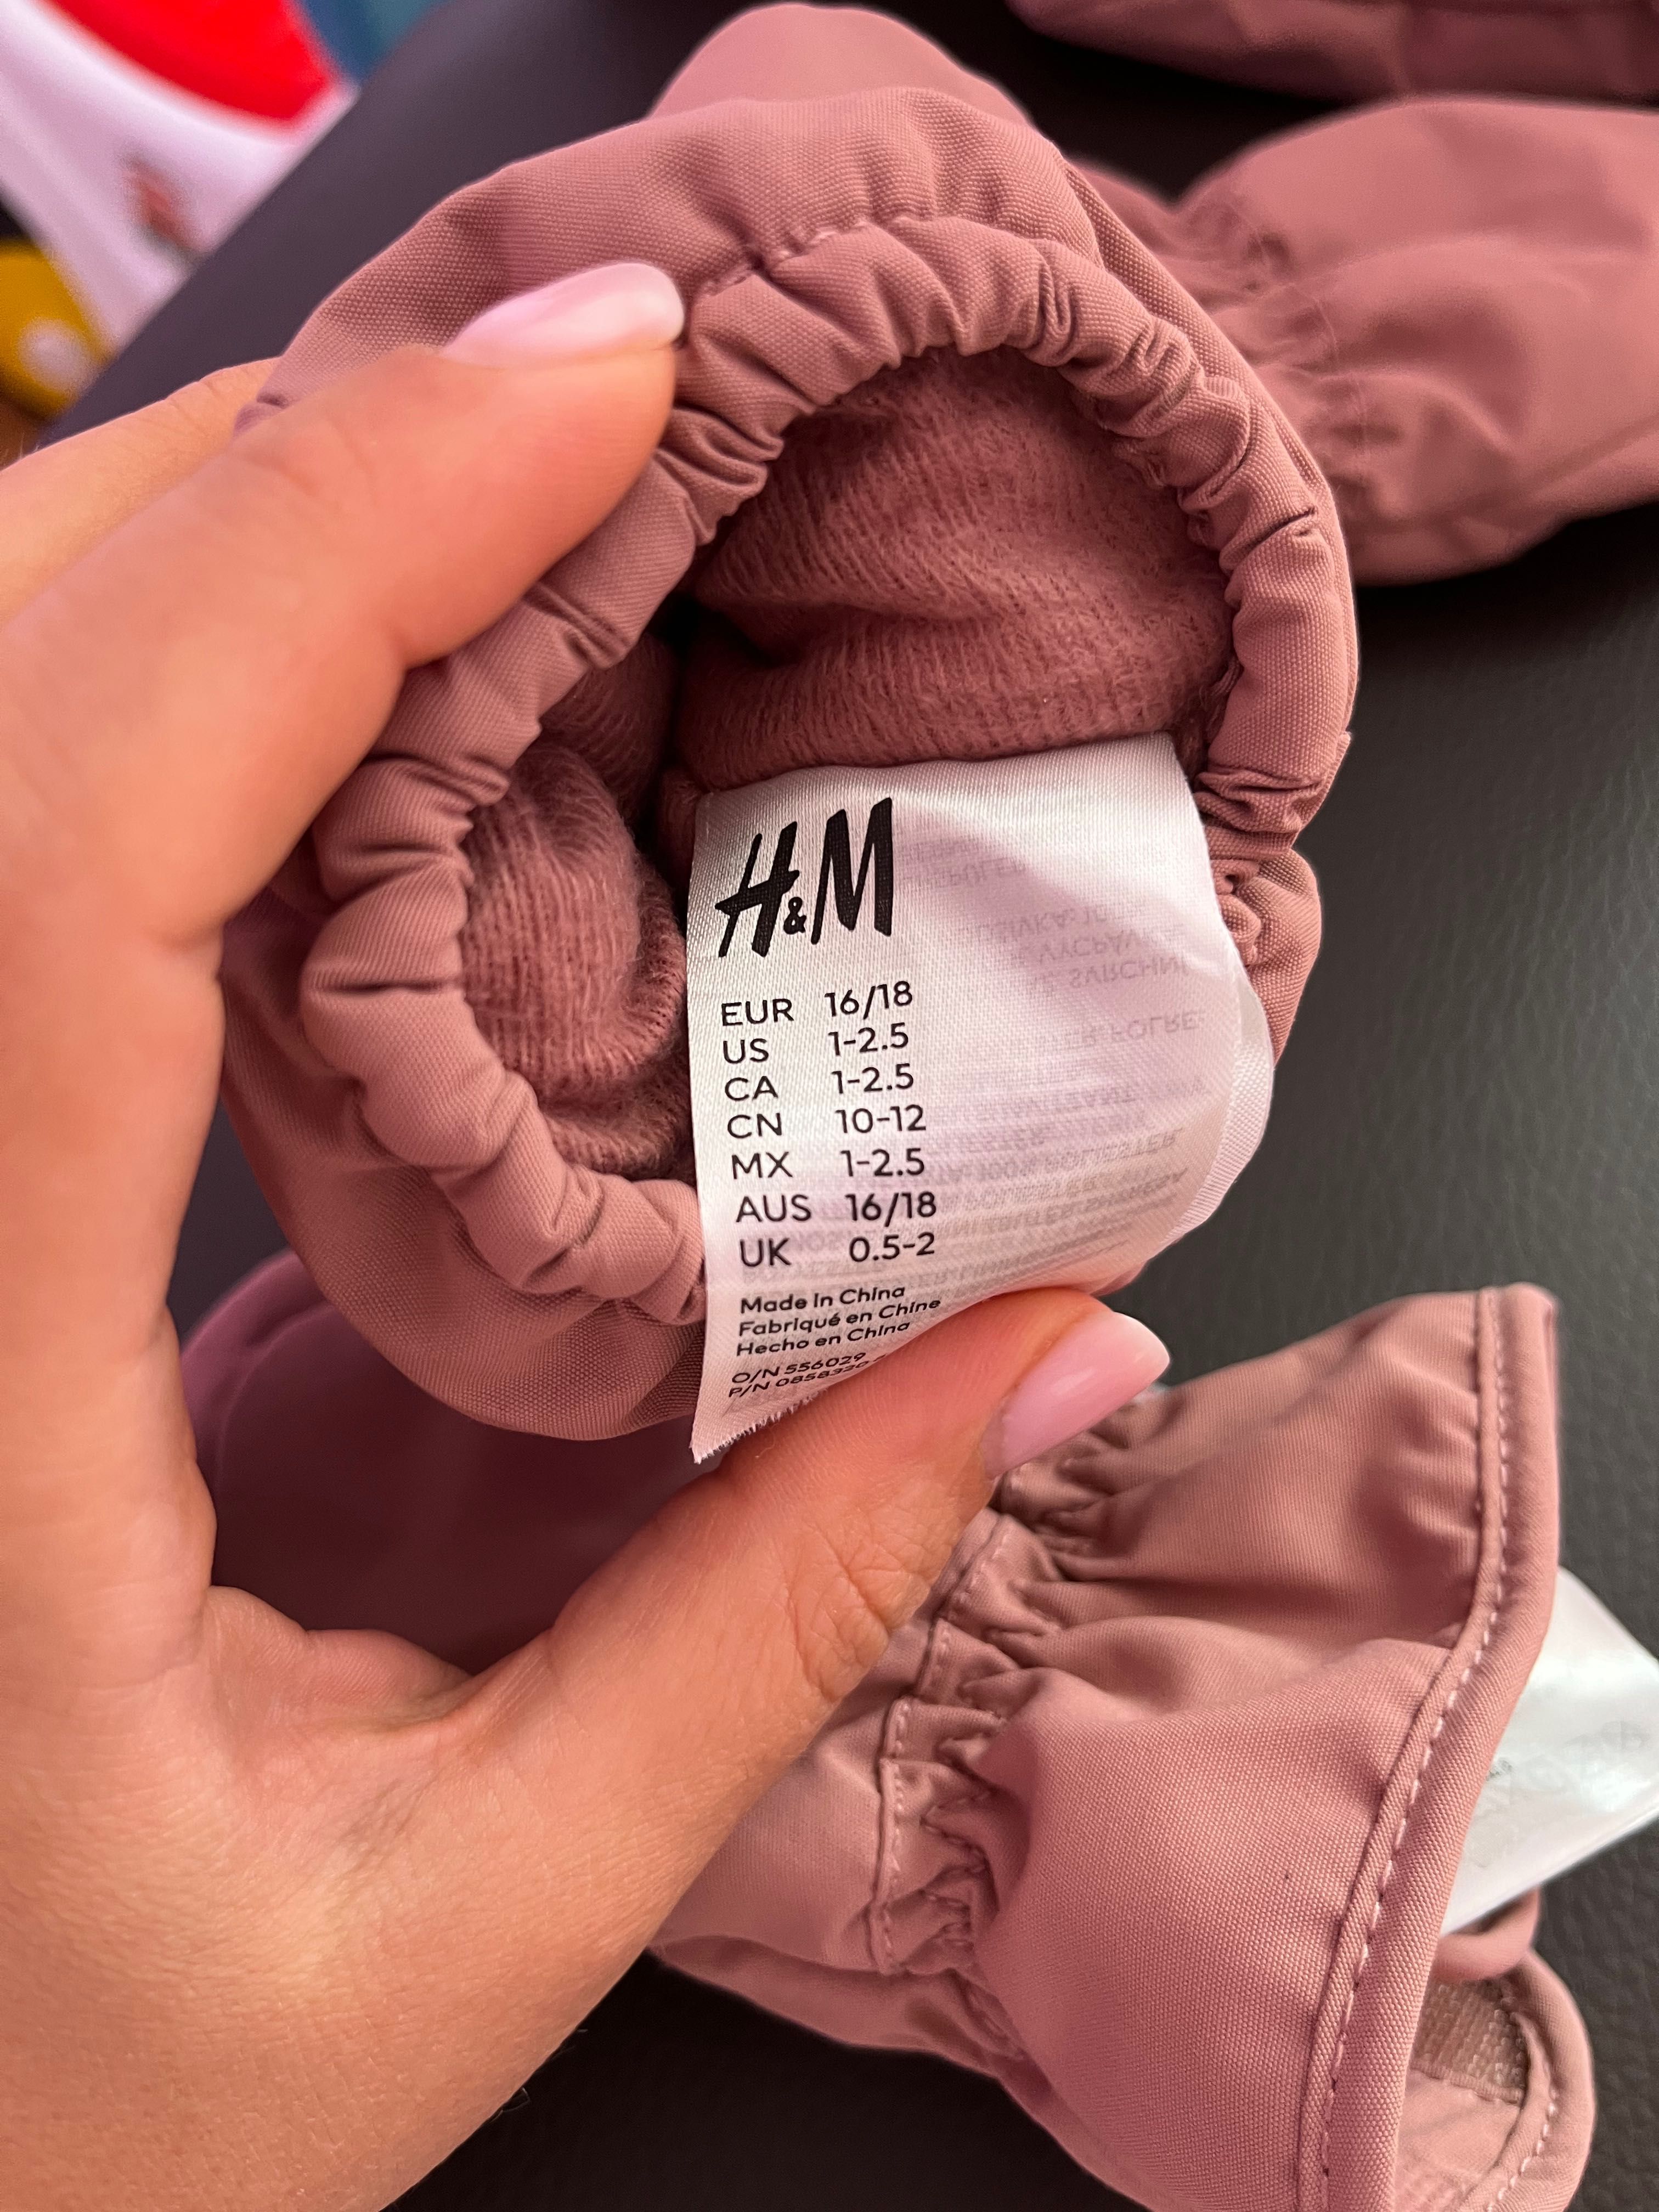 H&M
EUR 16/18
US 1-2.5
CA 1-2.5
CN 10-12
MX 1-2.5
AUS 16/18
UK 0.5-2
Made in China
Fabriqué en Chine
Hecho en China
O/N 556029
P/N